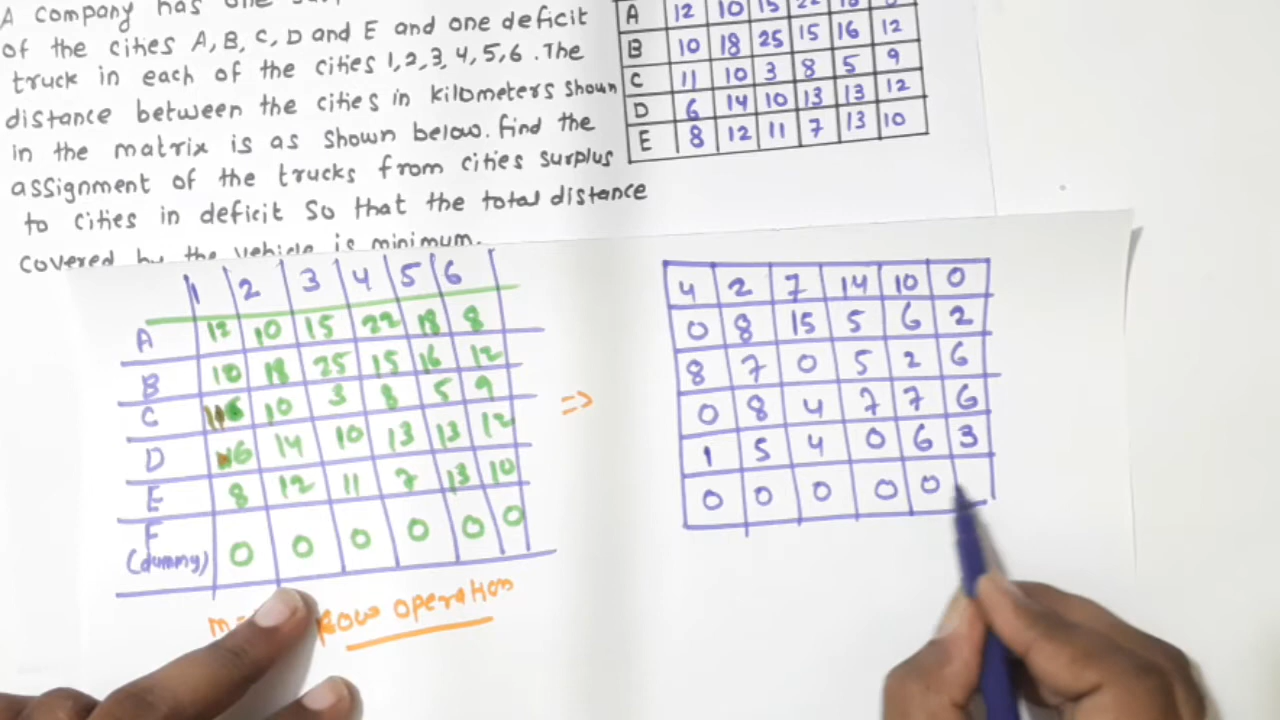 A company has one
of the cities A, B, C, D and E and one deficit
truck in each of the cities 1,2,3,4,5,6. The
distance between the cities in kilometers shown
in the matrix is as shown below. find the
assignment of the trucks from cities surplus
to cities in deficit so that the total distance
covered by the vehicle is minimum.
A 12 10 15 22 18 8
B 10 18 25 15 16 12
C 11 10 3 8 5 9
D 6 14 10 13 13 12
E 8 12 11 7 13 10
1 2 3 4 5 6
A 12 10 15 22 18 8
B 10 18 25 15 16 12
C 10 3 8 5 9
D 6 14 10 13 13 12
E 8 12 11 7 13 10
F (dummy) 0 0 0 0 0 0
Row operation
=>
4 2 7 14 10 0
0 8 15 5 6 2
8 7 0 5 2 6
0 8 4 7 7 6
1 5 4 0 6 3
0 0 0 0 0